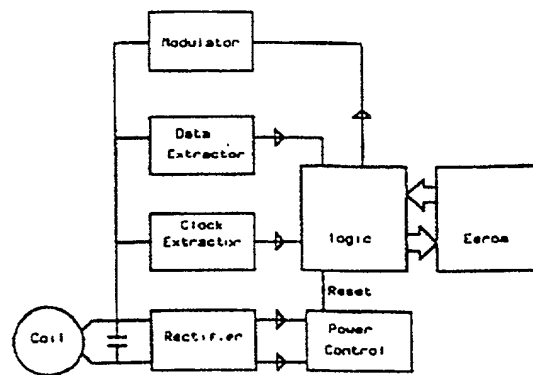 Modulator
Data
Extractor
Clock
Extractor
logic
Eerom
Reset
Coil
Rectifier
Power
Control